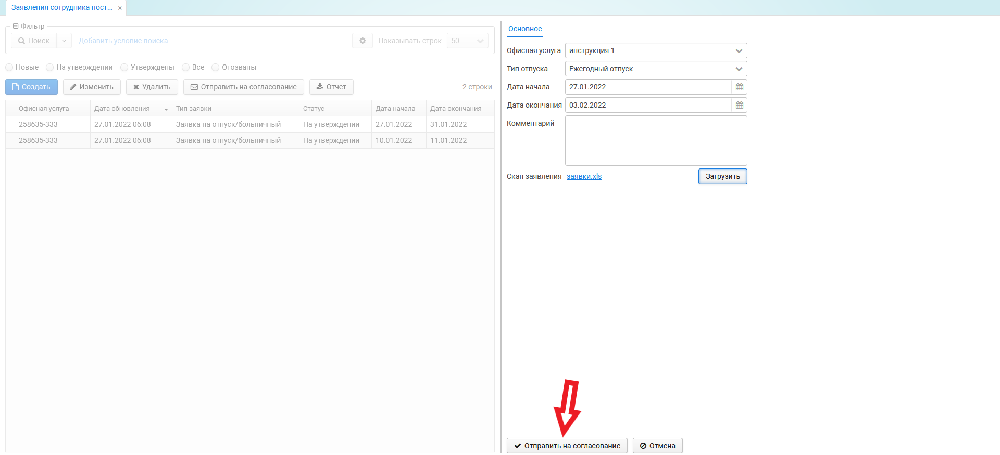 Заявления сотрудника пост...
Фильтр
Поиск
Добавить условие поиска
Показывать строк
50
Новые
На утверждении
Утверждены
Все
Отозваны
Создать
Изменить
Удалить
Отправить на согласование
Отчет
2 строки
Офисная услуга Дата обновления Тип заявки Статус Дата начала Дата окончания
258635-333 27.01.2022 06:08 Заявка на отпуск/больничный На утверждении 27.01.2022 31.01.2022
258635-333 27.01.2022 06:08 Заявка на отпуск/больничный На утверждении 10.01.2022 11.01.2022
Основное
Офисная услуга инструкция 1
Тип отпуска Ежегодный отпуск
Дата начала 27.01.2022
Дата окончания 03.02.2022
Комментарий
Скан заявления заявки.xls Загрузить
Отправить на согласование Отмена